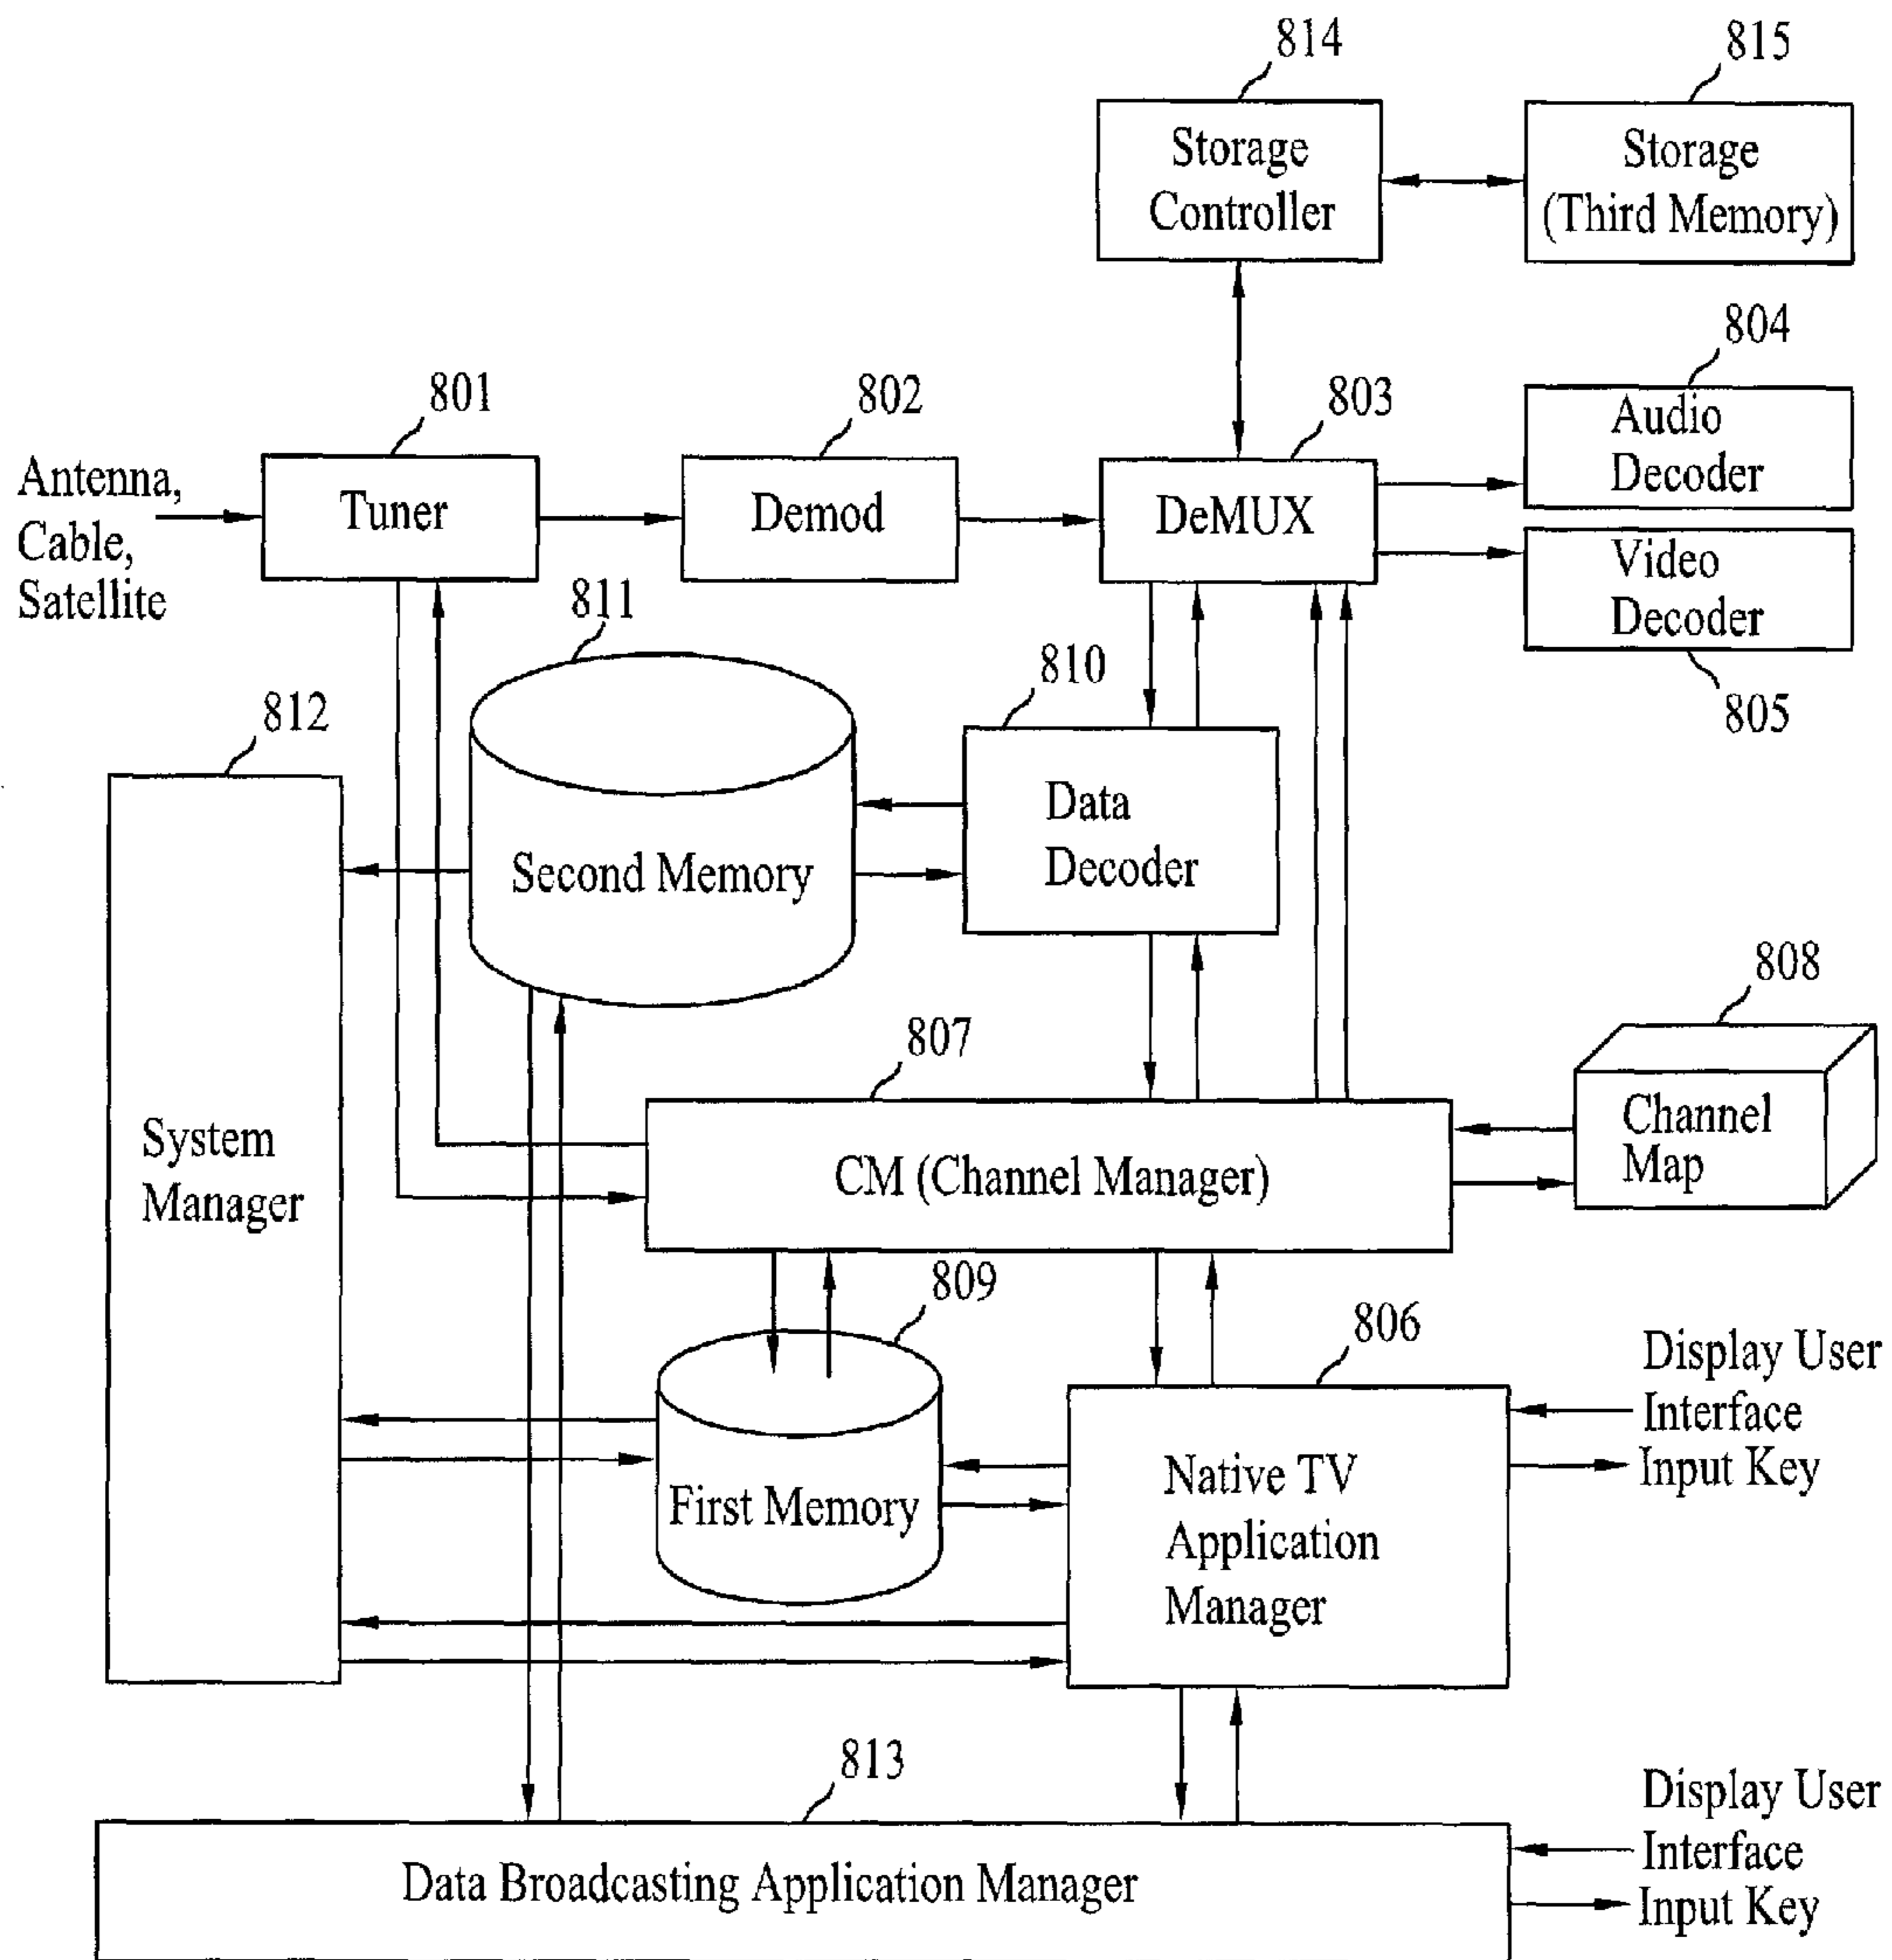 814
815
Storage
Controller
Storage
(Third Memory)
804
801
802
803
Audio
Decoder
Antenna,
Cable,
Satellite
Tuner
Demod
DeMUX
Video
Decoder
805
811
810
812
Data
Decoder
Second Memory
808
807
System
Manager
CM (Channel Manager)
Channel
Map
809
806
Display User
Interface
Input Key
First Memory
Native TV
Application
Manager
813
Display User
Interface
Input Key
Data Broadcasting Application Manager